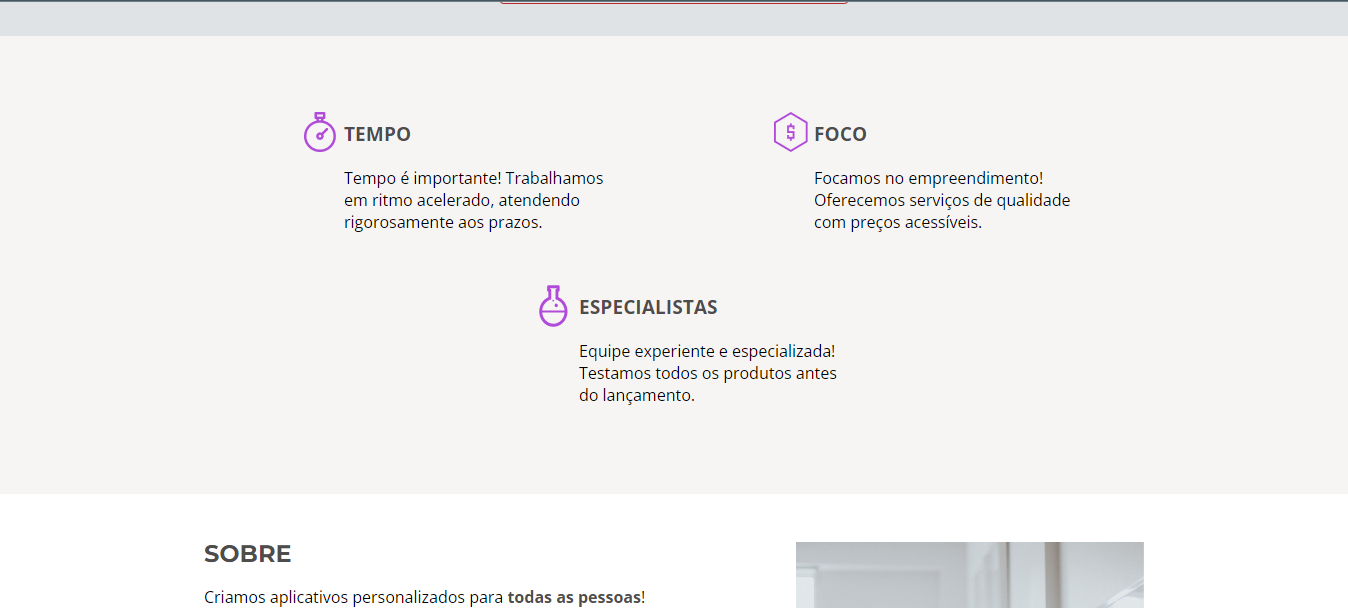 TEMPO
Tempo é importante! Trabalhamos
em ritmo acelerado, atendendo
rigorosamente aos prazos.
FOCO
Focamos no empreendimento!
Oferecemos serviços de qualidade
com preços acessíveis.
ESPECIALISTAS
Equipe experiente e especializada!
Testamos todos os produtos antes
do lançamento.
SOBRE
Criamos aplicativos personalizados para todas as pessoas!